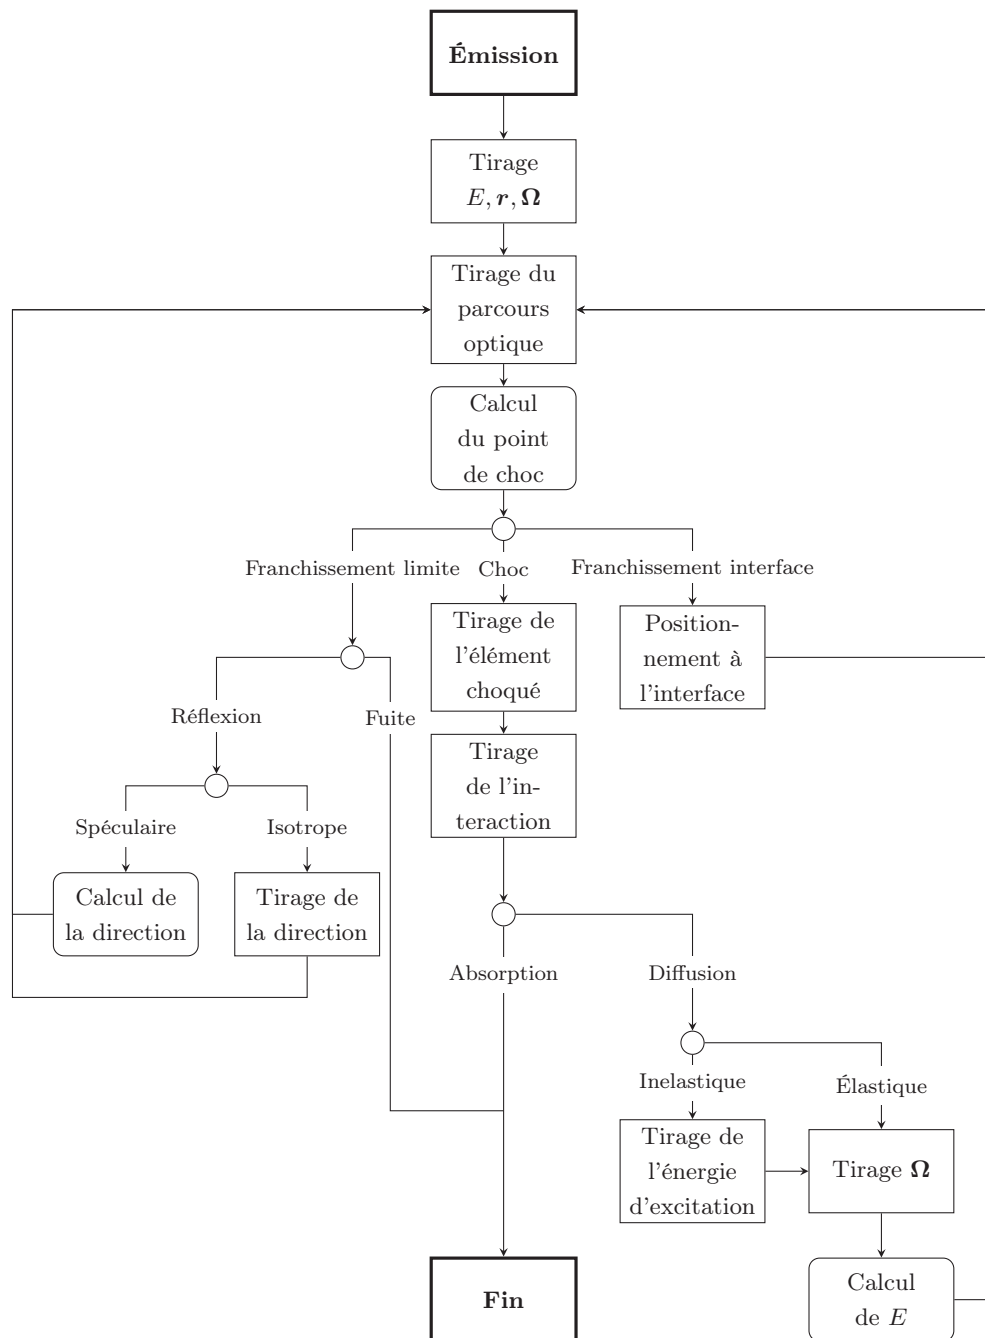 Émission
Tirage
E, r, Ω
Tirage du
parcours
optique
Calcul
du point
de choc
Franchissement limite
Choc
Franchissement interface
Tirage de
l'élément
choqué
Position-
nement à
l'interface
Réflexion
Fuite
Tirage
de l'in-
teraction
Spéculaire
Isotrope
Calcul de
la direction
Tirage de
la direction
Absorption
Diffusion
Inelastique
Élastique
Tirage de
l'énergie
d'excitation
Tirage Ω
Fin
Calcul
de E